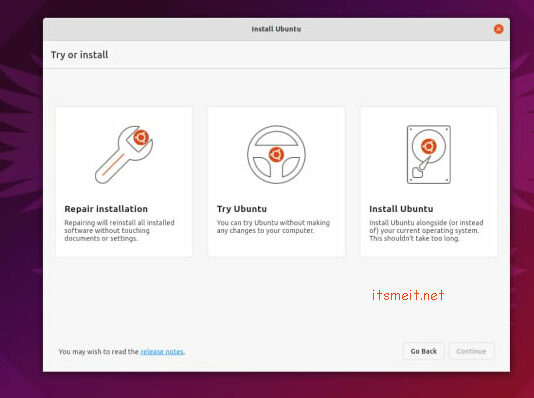 Install Ubuntu
Try or install
Repair installation
Repairing will reinstall all installed
software without touching
documents or settings.
Try Ubuntu
You can try Ubuntu without making
any changes to your computer.
Install Ubuntu
Install Ubuntu alongside (or instead
of) your current operating system.
This shouldn't take too long.
itsmeit.net
You may wish to read the release notes.
Go Back
Continue